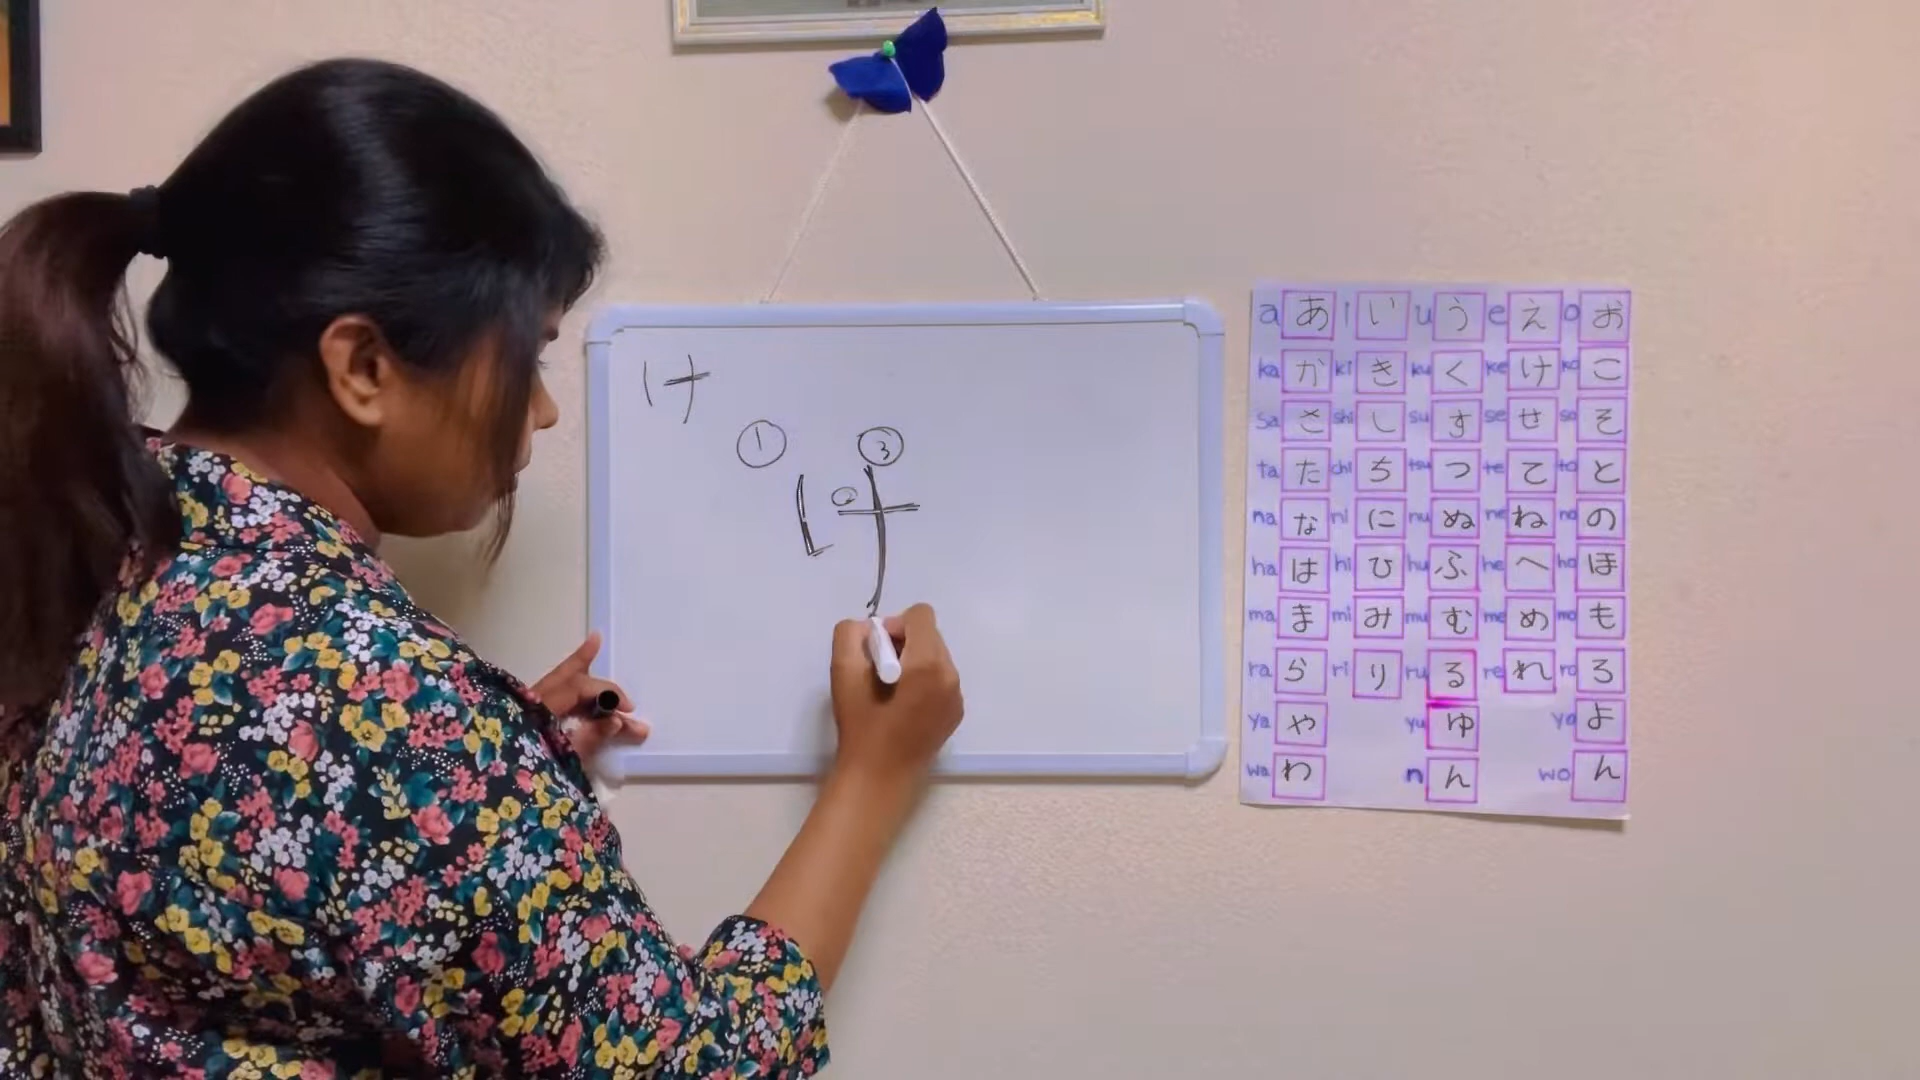 け
① ③
② け
a あ i い u う e え o お
ka か ki き ku く ke け ko こ
sa さ shi し su す se せ so そ
ta た chi ち tsu つ te て to と
na な ni に nu ぬ ne ね no の
ha は hi ひ hu ふ he へ ho ほ
ma ま mi み mu む me め mo も
ra ら ri り ru る re れ ro ろ
ya や yu ゆ yo よ
wa わ n ん wo ん